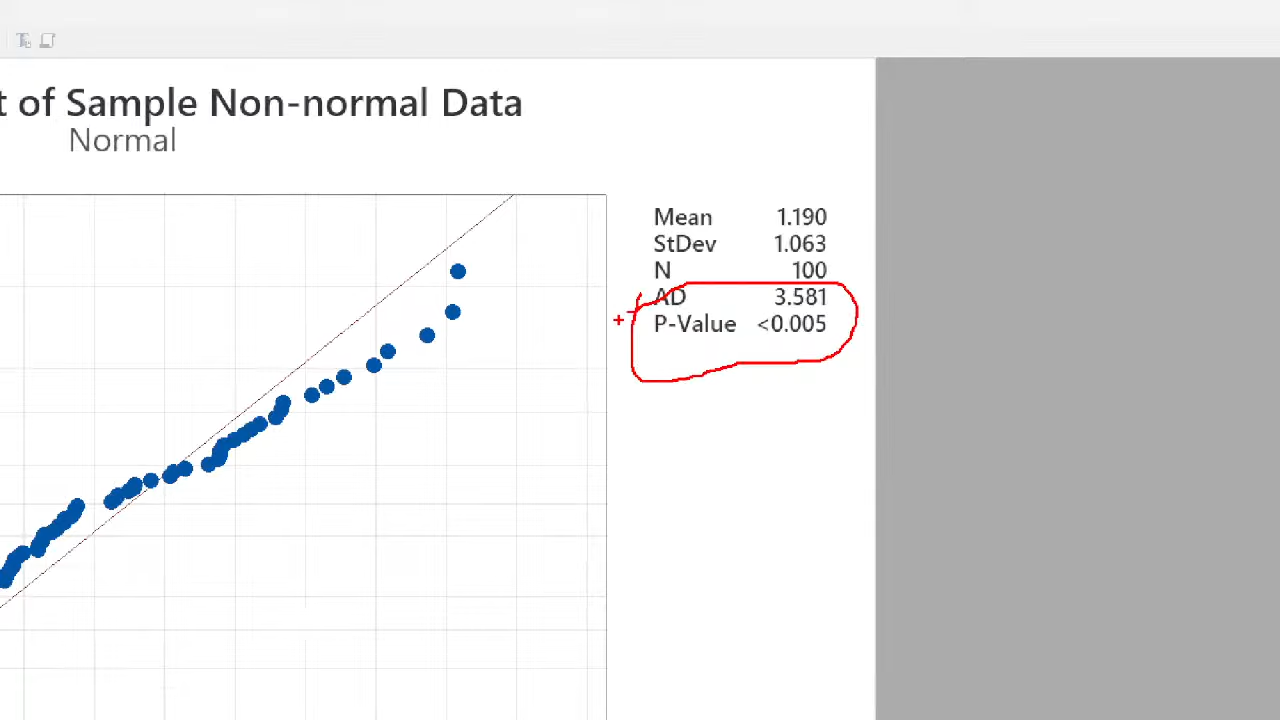 t of Sample Non-normal Data
Normal
Mean 1.190
StDev 1.063
N 100
AD 3.581
P-Value <0.005